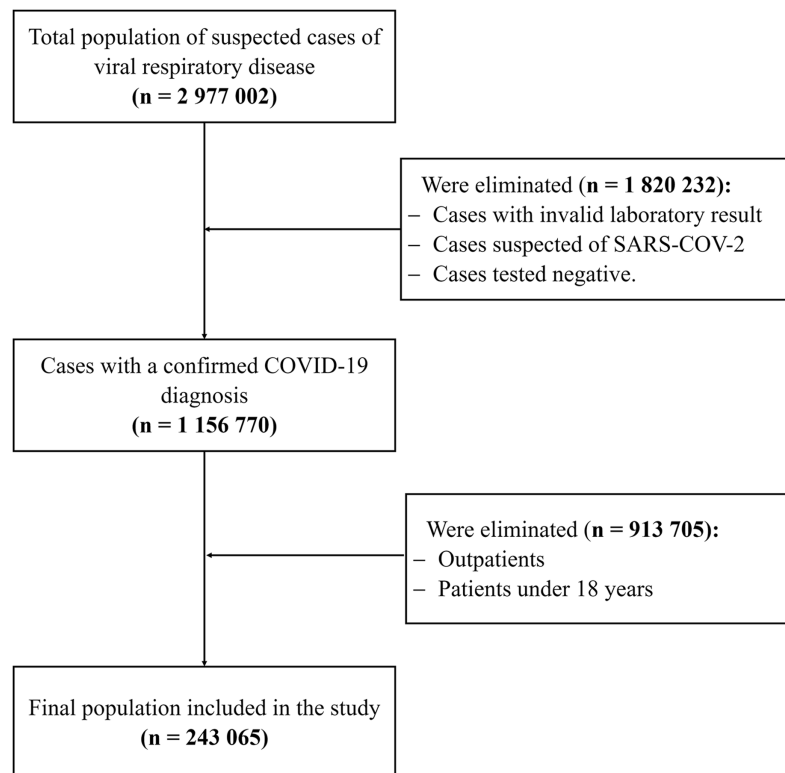 Total population of suspected cases of
viral respiratory disease
(n = 2 977 002)
Were eliminated (n = 1 820 232):
– Cases with invalid laboratory result
– Cases suspected of SARS-COV-2
– Cases tested negative.
Cases with a confirmed COVID-19
diagnosis
(n = 1 156 770)
Were eliminated (n = 913 705):
– Outpatients
– Patients under 18 years
Final population included in the study
(n = 243 065)